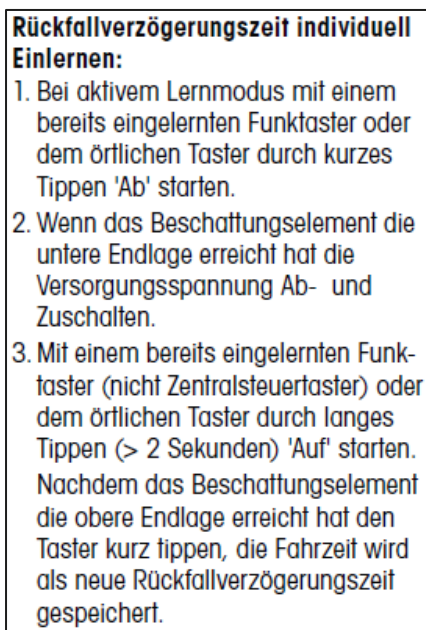 Rückfallverzögerungszeit individuell
Einlernen:
1. Bei aktivem Lernmodus mit einem
bereits eingelernten Funktaster oder
dem örtlichen Taster durch kurzes
Tippen 'Ab' starten.
2. Wenn das Beschattungselement die
untere Endlage erreicht hat die
Versorgungsspannung Ab- und
Zuschalten.
3. Mit einem bereits eingelernten Funk-
taster (nicht Zentralsteuertaster) oder
dem örtlichen Taster durch langes
Tippen (> 2 Sekunden) 'Auf' starten.
Nachdem das Beschattungselement
die obere Endlage erreicht hat den
Taster kurz tippen, die Fahrzeit wird
als neue Rückfallverzögerungszeit
gespeichert.